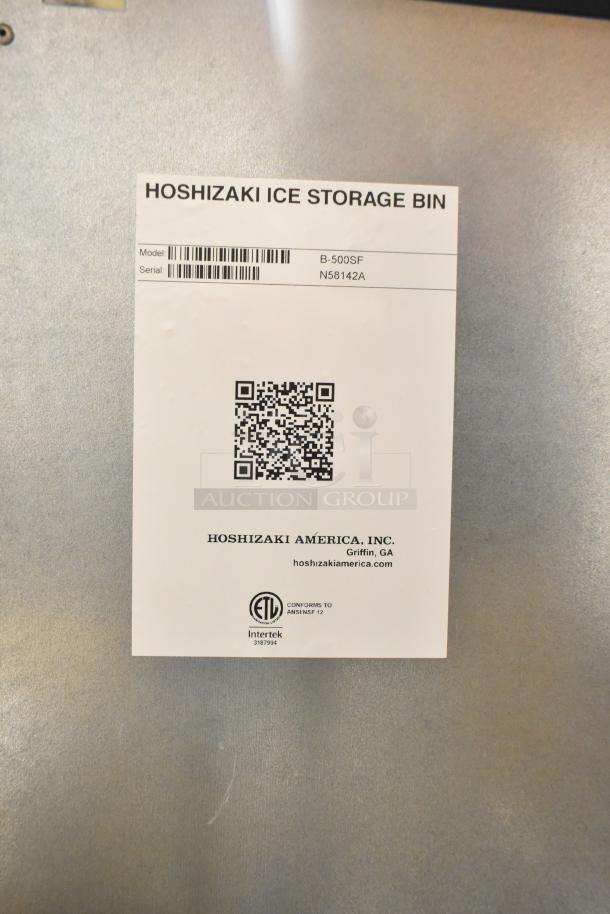 HOSHIZAKI ICE STORAGE BIN
Model: B-500SF
Serial: N58142A
AUCTION GROUP
HOSHIZAKI AMERICA, INC.
Griffin, GA
hoshizakiamerica.com
ETL
CONFORMS TO
ANSI/NSF 12
Intertek
3187994